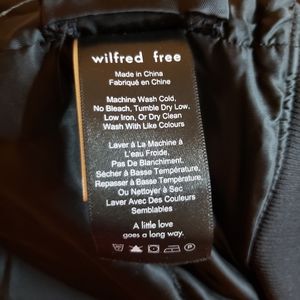 wilfred free
Made in China
Fabriqué en Chine
Machine Wash Cold,
No Bleach, Tumble Dry Low,
Low Iron, Or Dry Clean
Wash With Like Colours
Laver À La Machine À
L'eau Froide,
Pas De Blanchiment,
Sécher À Basse Température,
Repasser À Basse Température,
Ou Nettoyer À Sec
Laver Avec Des Couleurs
Semblables
A little love
goes a long way.